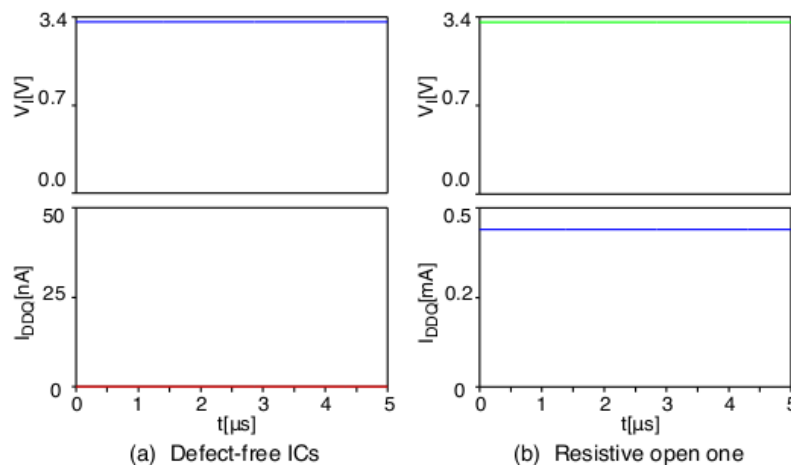 3.4
0.7
0.0
V_I[V]
3.4
0.7
0.0
V_I[V]
50
25
0
I_DDQ[nA]
0 1 2 3 4 5
t[μs]
0.5
0.2
0
I_DDQ[mA]
0 1 2 3 4 5
t[μs]
(a) Defect-free ICs
(b) Resistive open one